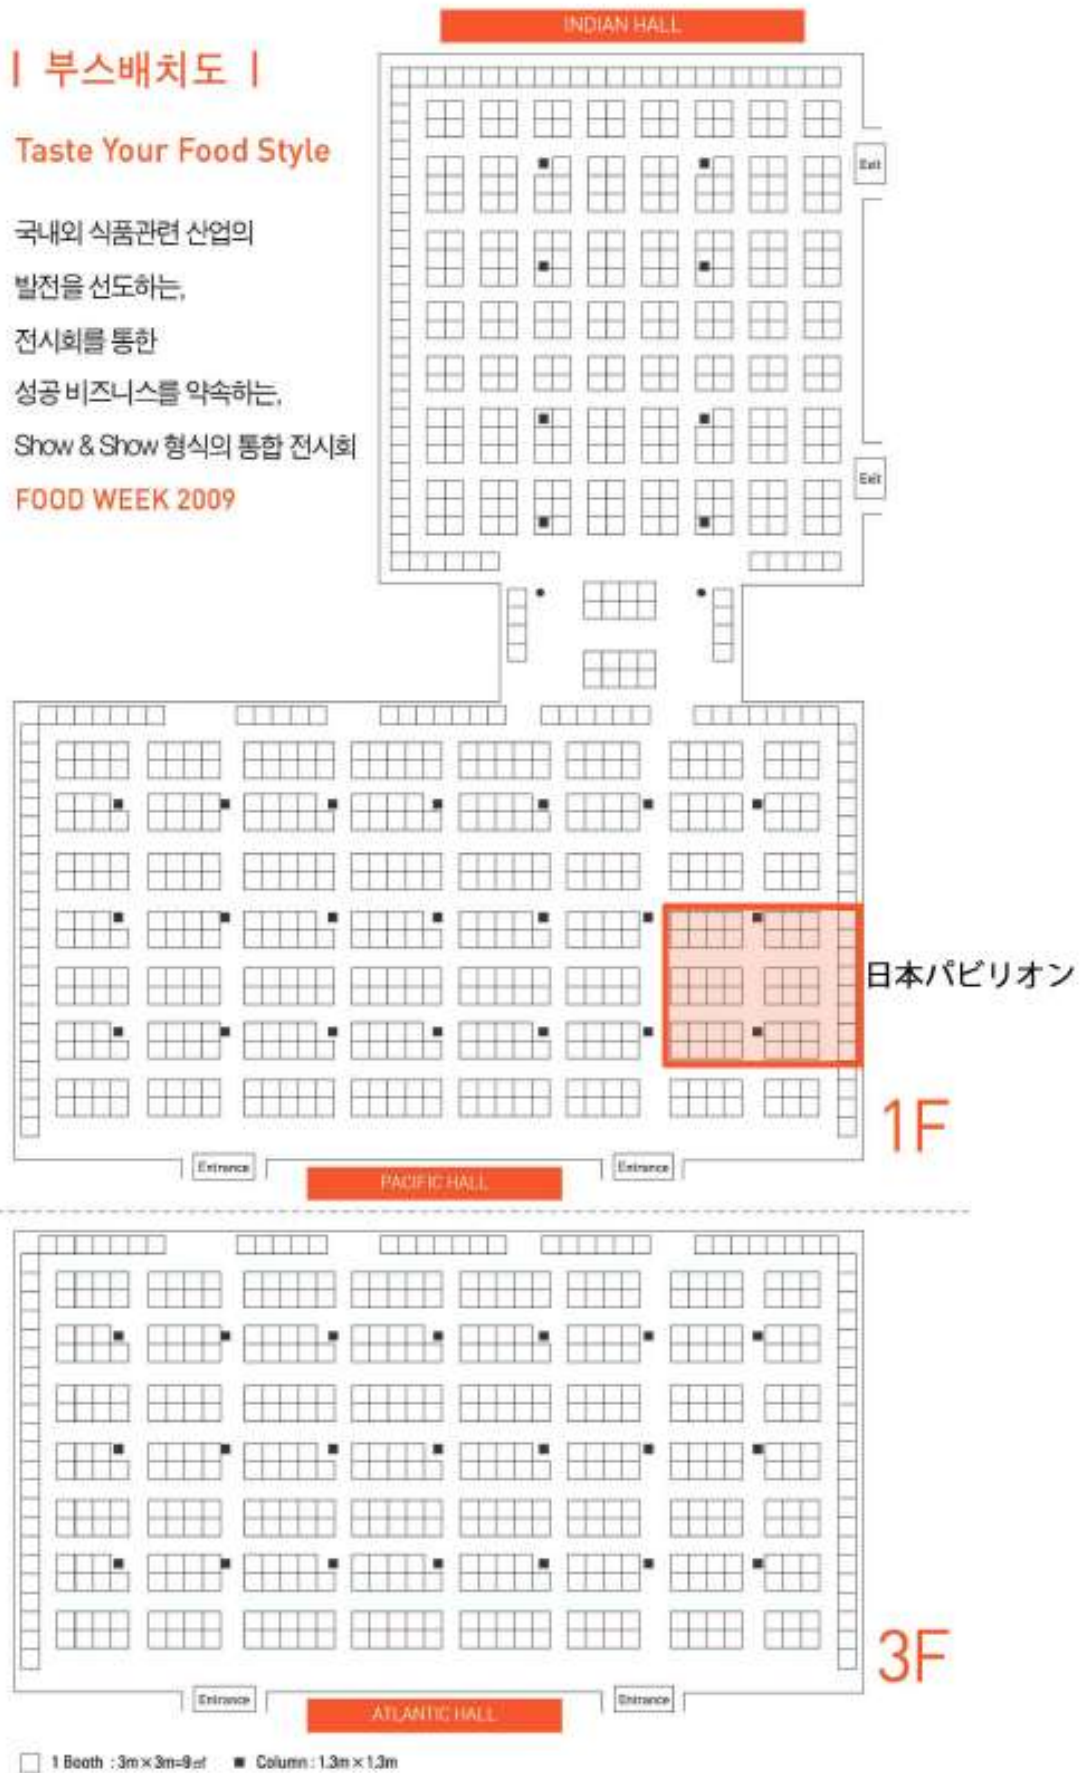 INDIAN HALL
| 부스배치도 |
Taste Your Food Style
국내외 식품관련 산업의
발전을 선도하는,
전시회를 통한
성공 비즈니스를 약속하는,
Show & Show 형식의 통합 전시회
FOOD WEEK 2009
Exit
Exit
日本パビリオン
1F
Entrance
Entrance
PACIFIC HALL
3F
Entrance
Entrance
ATLANTIC HALL
1 Booth : 3m×3m=9㎡ ■ Column : 1.3m×1.3m